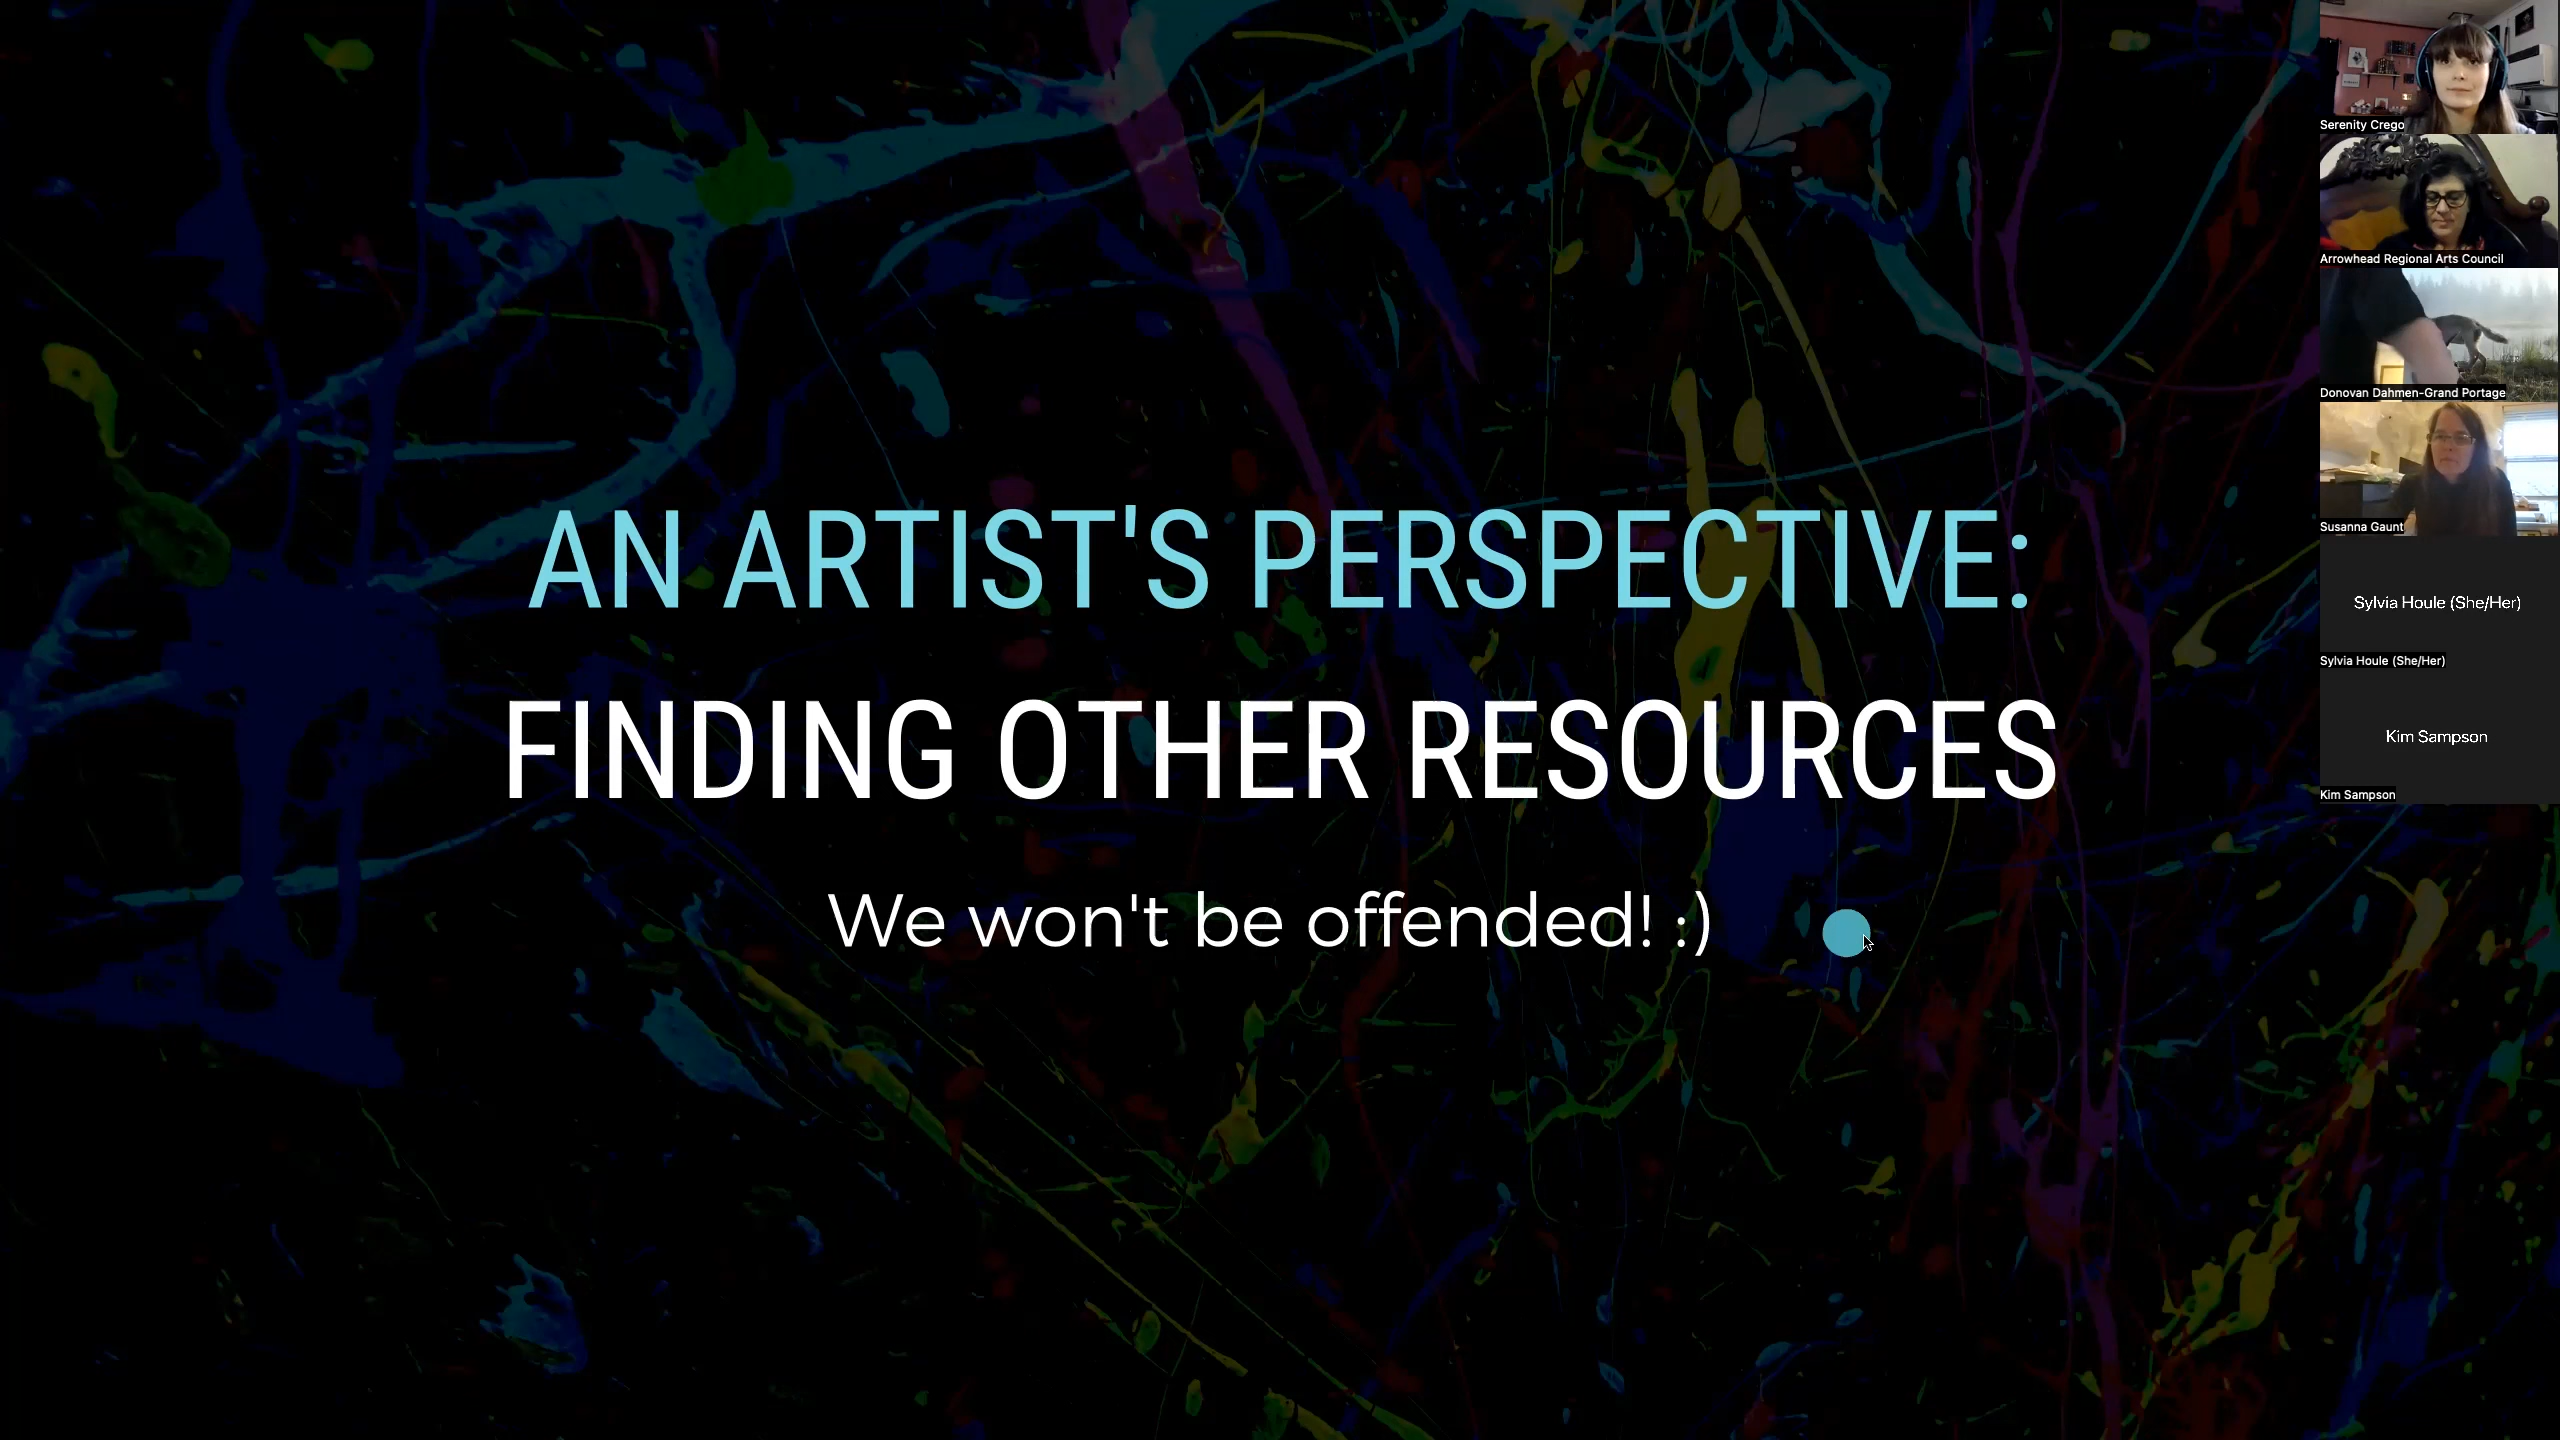 AN ARTIST'S PERSPECTIVE:
FINDING OTHER RESOURCES
We won't be offended! :)
Serenity Crego
Arrowhead Regional Arts Council
Donovan Dahmen-Grand Portage
Susanna Gaunt
Sylvia Houle (She/Her)
Sylvia Houle (She/Her)
Kim Sampson
Kim Sampson